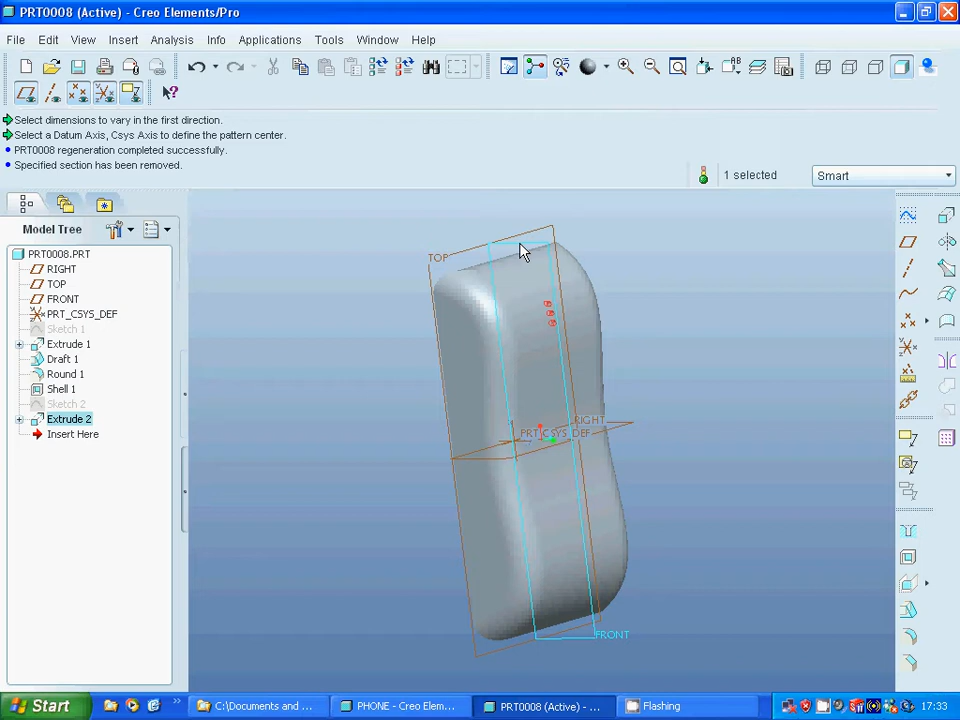 PRT0008 (Active) - Creo Elements/Pro
File Edit View Insert Analysis Info Applications Tools Window Help
Select dimensions to vary in the first direction.
Select a Datum Axis, Csys Axis to define the pattern center.
PRT0008 regeneration completed successfully.
Specified section has been removed.
1 selected
Smart
Model Tree
PRT0008.PRT
RIGHT
TOP
FRONT
PRT_CSYS_DEF
Sketch 1
Extrude 1
Draft 1
Round 1
Shell 1
Sketch 2
Extrude 2
Insert Here
TOP
RIGHT
PRT_CSYS_DEF
FRONT
Start
C:\Documents and ...
PHONE - Creo Elem...
PRT0008 (Active) - ...
Flashing
17:33